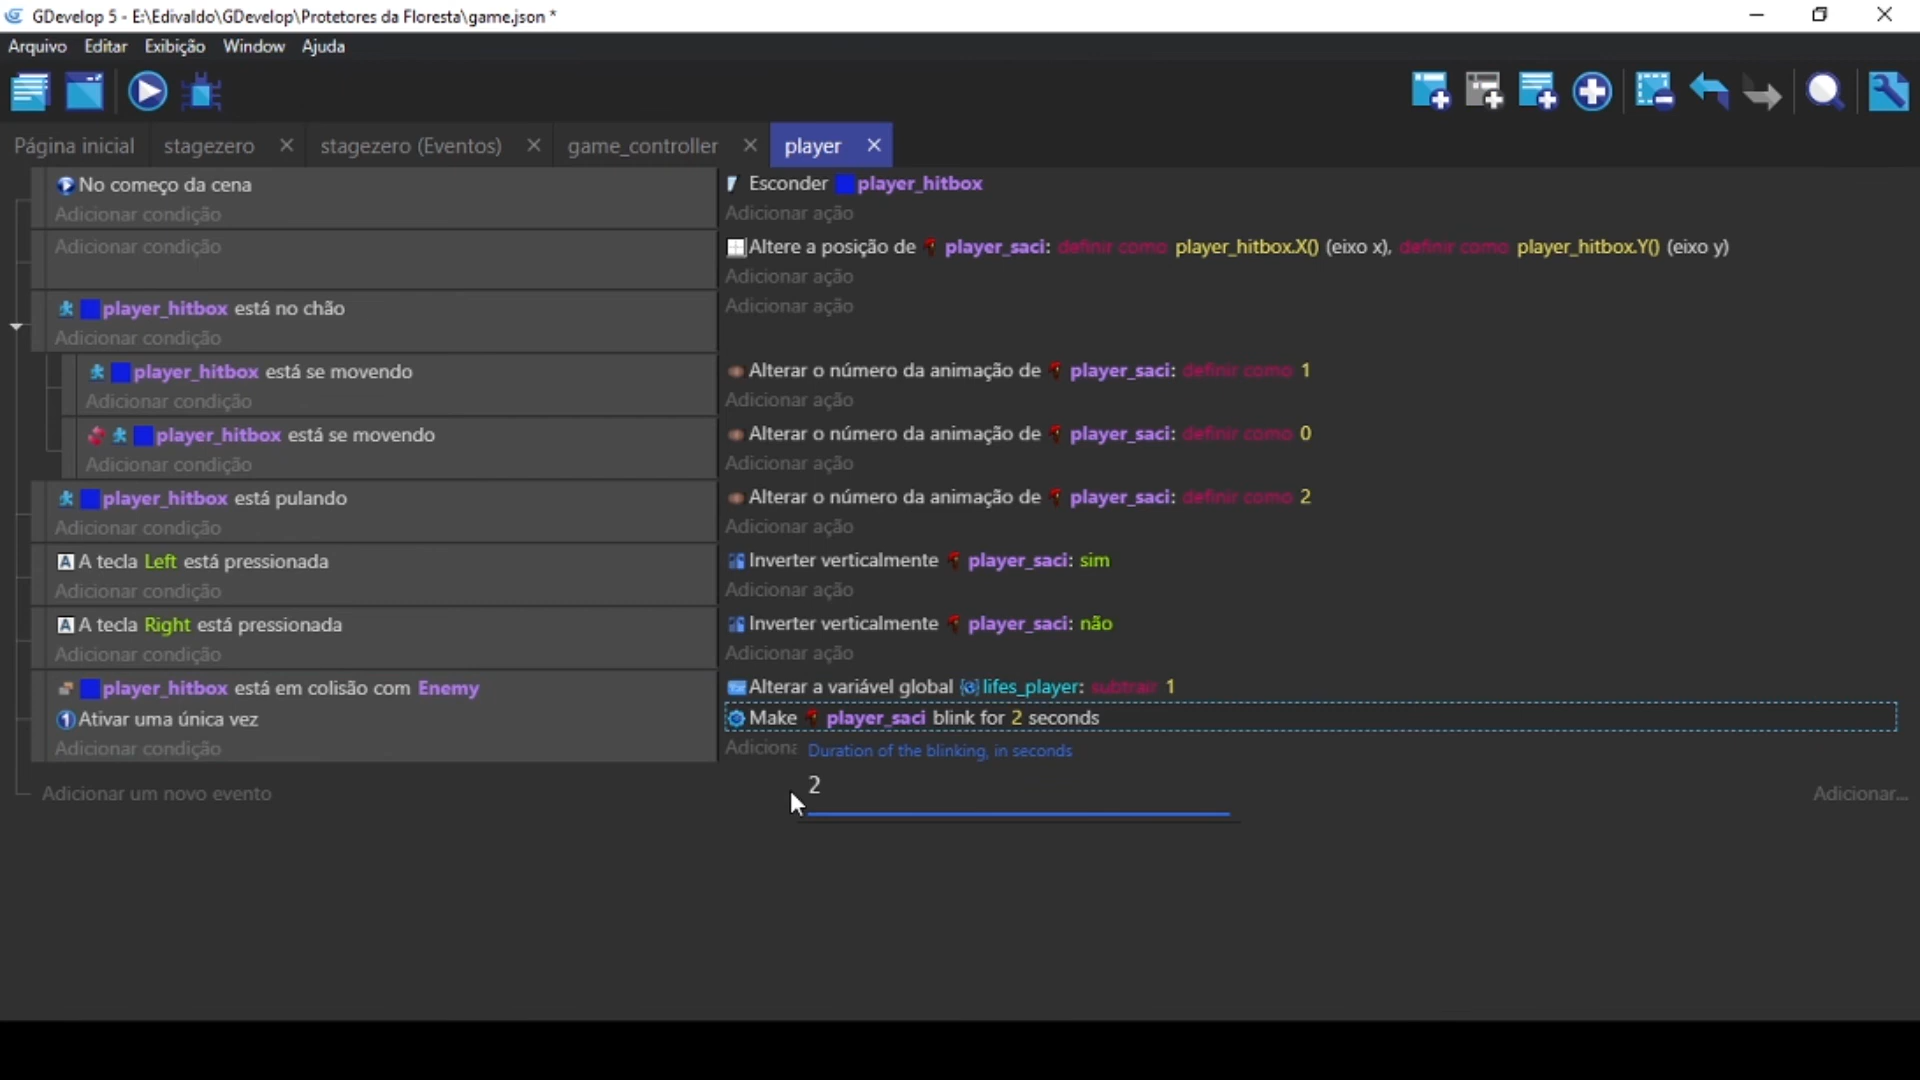 GDevelop 5 - E:\Edivaldo\GDevelop\Protetores da Floresta\game.json *
Arquivo Editar Exibição Window Ajuda
Página inicial stagezero stagezero (Eventos) game_controller player
No começo da cena
Esconder player_hitbox
Adicionar condição
Adicionar ação
Adicionar condição
Altere a posição de player_saci: definir como player_hitbox.X() (eixo x), definir como player_hitbox.Y() (eixo y)
Adicionar ação
player_hitbox está no chão
Adicionar ação
Adicionar condição
player_hitbox está se movendo
Alterar o número da animação de player_saci: definir como 1
Adicionar condição
Adicionar ação
player_hitbox está se movendo
Alterar o número da animação de player_saci: definir como 0
Adicionar condição
Adicionar ação
player_hitbox está pulando
Alterar o número da animação de player_saci: definir como 2
Adicionar condição
Adicionar ação
A tecla Left está pressionada
Inverter verticalmente player_saci: sim
Adicionar condição
Adicionar ação
A tecla Right está pressionada
Inverter verticalmente player_saci: não
Adicionar condição
Adicionar ação
player_hitbox está em colisão com Enemy
Alterar a variável global lifes_player: subtrair 1
Ativar uma única vez
Make player_saci blink for 2 seconds
Adicionar condição
Adiciona
Duration of the blinking, in seconds
2
Adicionar um novo evento
Adicionar...